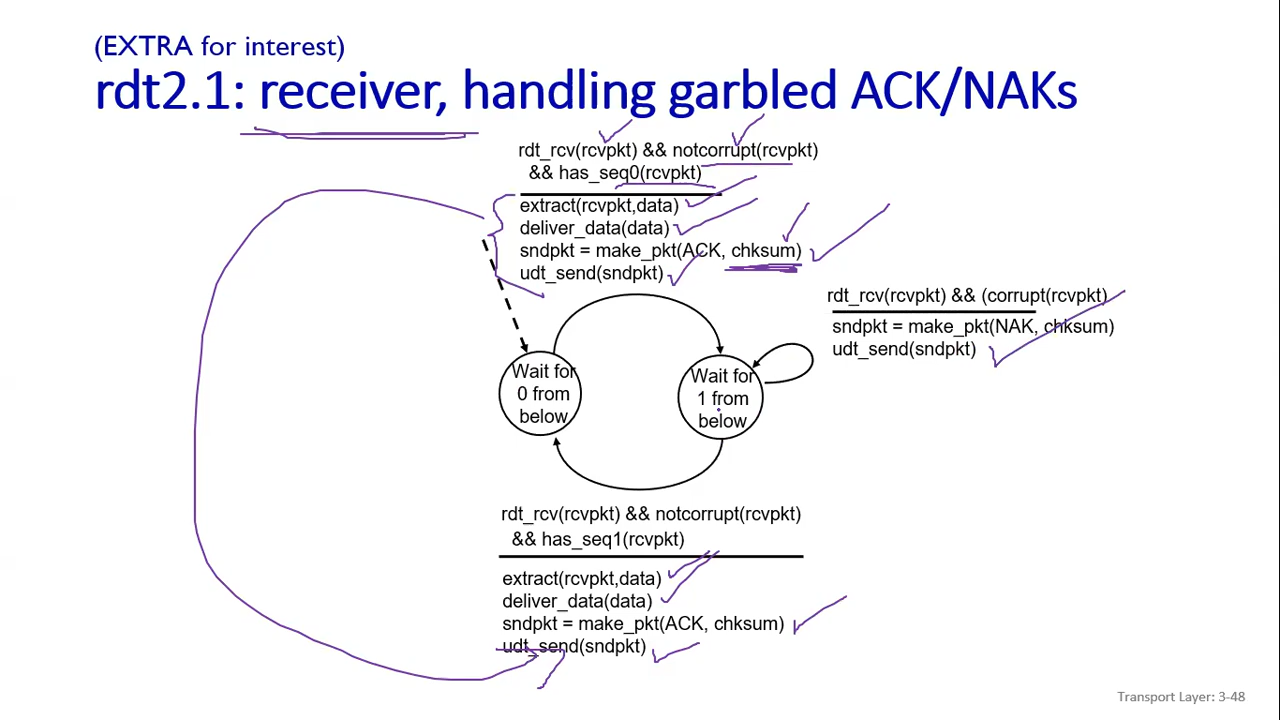 (EXTRA for interest)
rdt2.1: receiver, handling garbled ACK/NAKs
rdt_rcv(rcvpkt) && notcorrupt(rcvpkt)
&& has_seq0(rcvpkt)
extract(rcvpkt,data)
deliver_data(data)
sndpkt = make_pkt(ACK, chksum)
udt_send(sndpkt)
rdt_rcv(rcvpkt) && (corrupt(rcvpkt)
sndpkt = make_pkt(NAK, chksum)
udt_send(sndpkt)
Wait for
0 from
below
Wait for
1 from
below
rdt_rcv(rcvpkt) && notcorrupt(rcvpkt)
&& has_seq1(rcvpkt)
extract(rcvpkt,data)
deliver_data(data)
sndpkt = make_pkt(ACK, chksum)
udt_send(sndpkt)
Transport Layer: 3-48